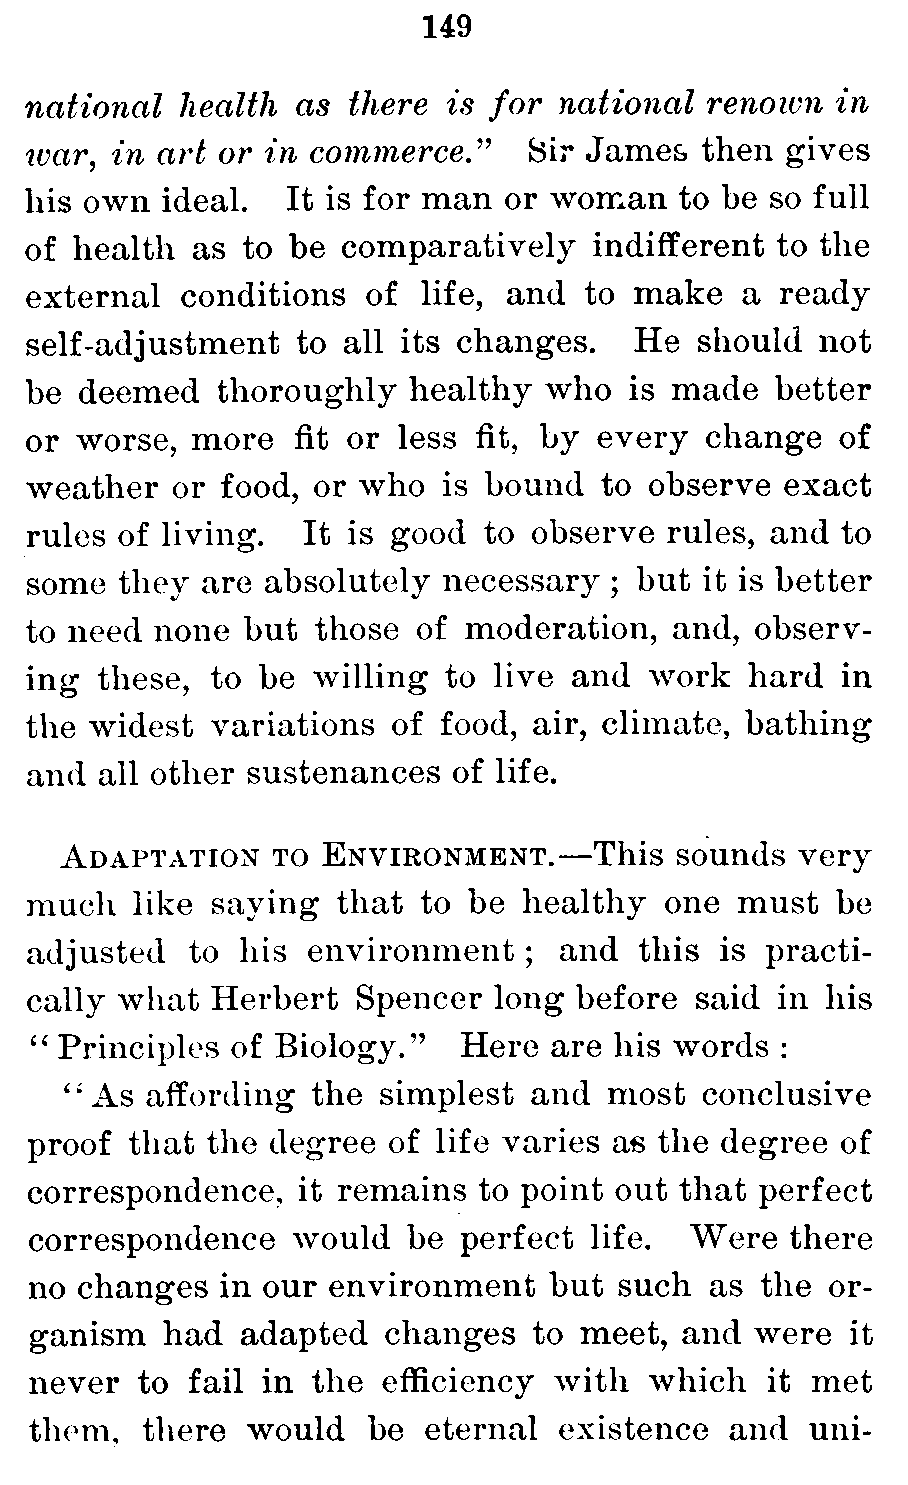 149
national health as there is for national renown in
war, in art or in commerce.” Sir James then gives
his own ideal. It is for man or woman to be so full
of health as to be comparatively indifferent to the
external conditions of life, and to make a ready
self-adjustment to all its changes. He should not
be deemed thoroughly healthy who is made better
or worse, more fit or less fit, by every change of
weather or food, or who is bound to observe exact
rules of living. It is good to observe rules, and to
some they are absolutely necessary ; but it is better
to need none but those of moderation, and, observ-
ing these, to be willing to live and work hard in
the widest variations of food, air, climate, bathing
and all other sustenances of life.
Adaptation to Environment.—This sounds very
much like saying that to be healthy one must be
adjusted to his environment ; and this is practi-
cally what Herbert Spencer long before said in his
“ Principles of Biology.” Here are his words :
“ As affording the simplest and most conclusive
proof that the degree of life varies as the degree of
correspondence, it remains to point out that perfect
correspondence would be perfect life. Were there
no changes in our environment but such as the or-
ganism had adapted changes to meet, and were it
never to fail in the efficiency with which it met
them, there would be eternal existence and uni-